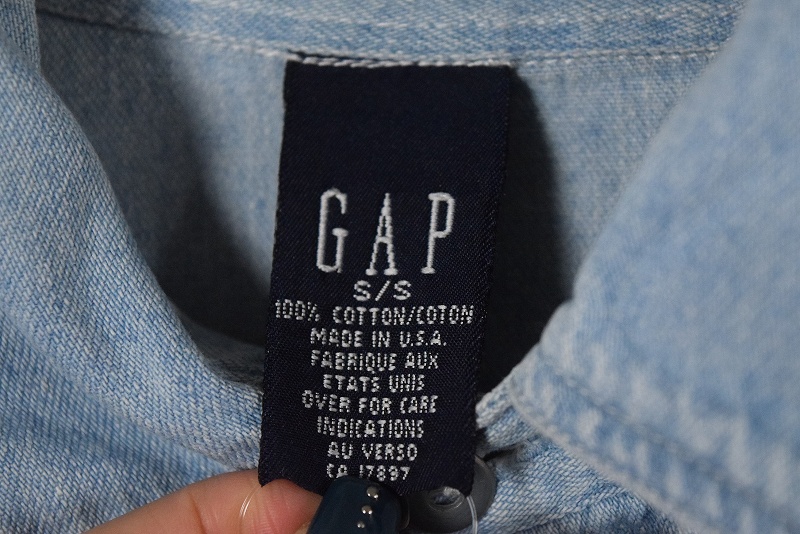 GAP
S/S
100% COTTON/COTON
MADE IN U.S.A.
FABRIQUE AUX
ETATS UNIS
OVER FOR CARE
INDICATIONS
AU VERSO
CA 17897